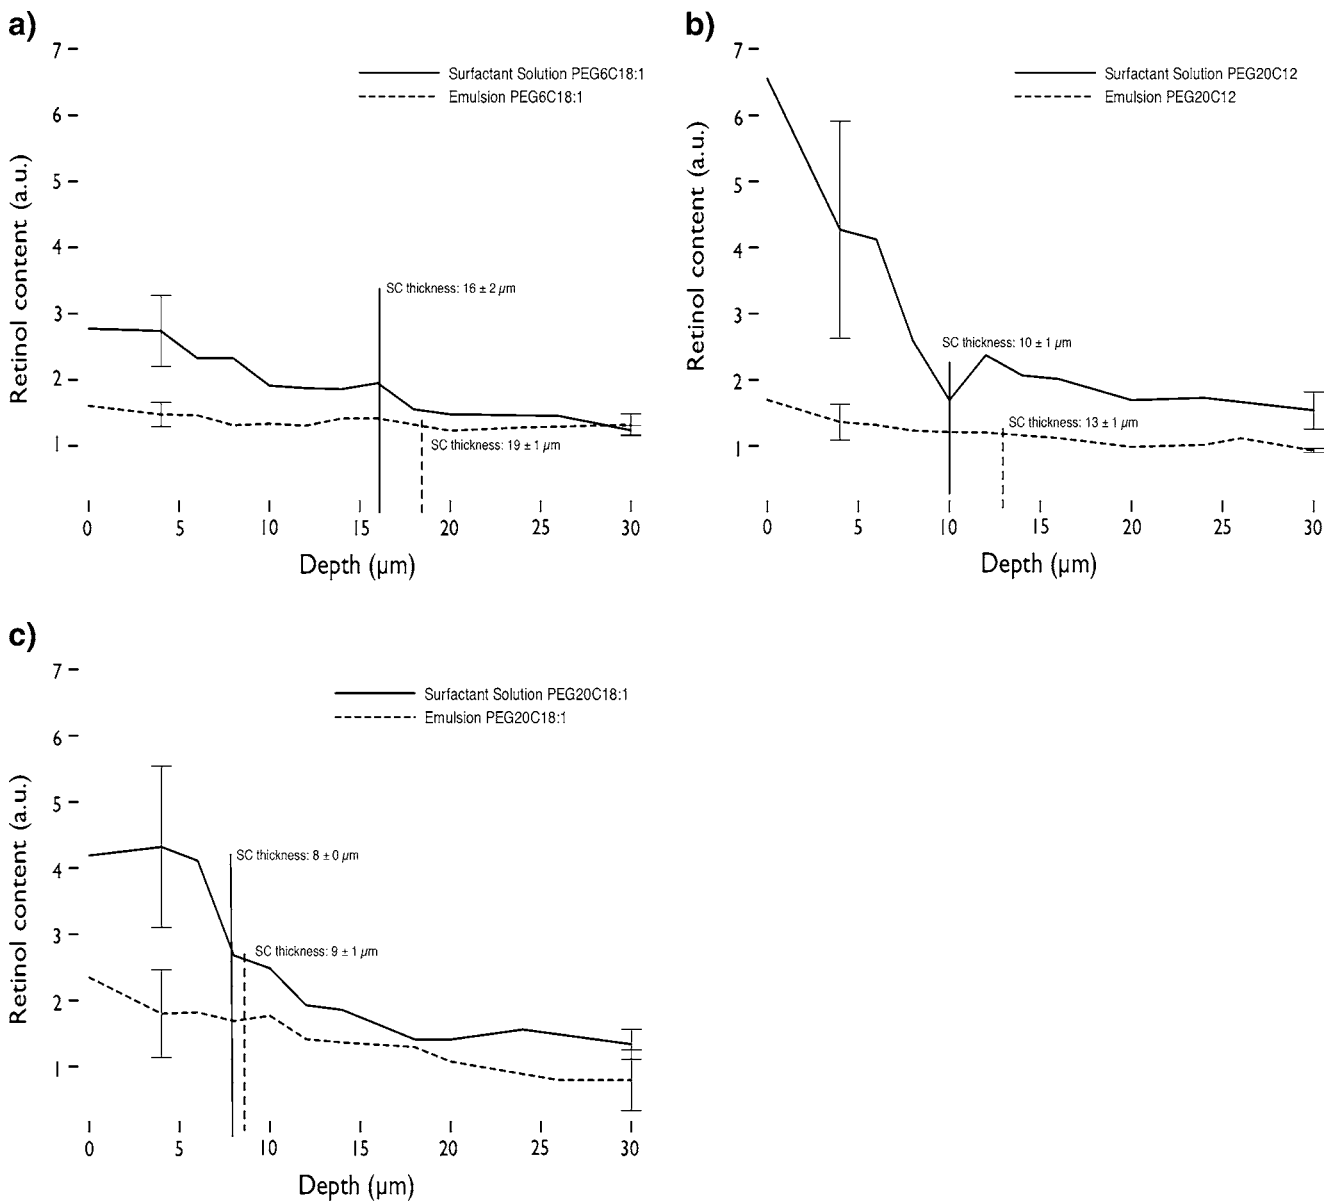 a)
7
6
5
4
3
2
1
Retinol content (a.u.)
Surfactant Solution PEG6C18:1
Emulsion PEG6C18:1
SC thickness: 16 ± 2 µm
SC thickness: 19 ± 1 µm
0 5 10 15 20 25 30
Depth (µm)
b)
7
6
5
4
3
2
1
Retinol content (a.u.)
Surfactant Solution PEG20C12
Emulsion PEG20C12
SC thickness: 10 ± 1 µm
SC thickness: 13 ± 1 µm
0 5 10 15 20 25 30
Depth (µm)
c)
7
6
5
4
3
2
1
Retinol content (a.u.)
Surfactant Solution PEG20C18:1
Emulsion PEG20C18:1
SC thickness: 8 ± 0 µm
SC thickness: 9 ± 1 µm
0 5 10 15 20 25 30
Depth (µm)